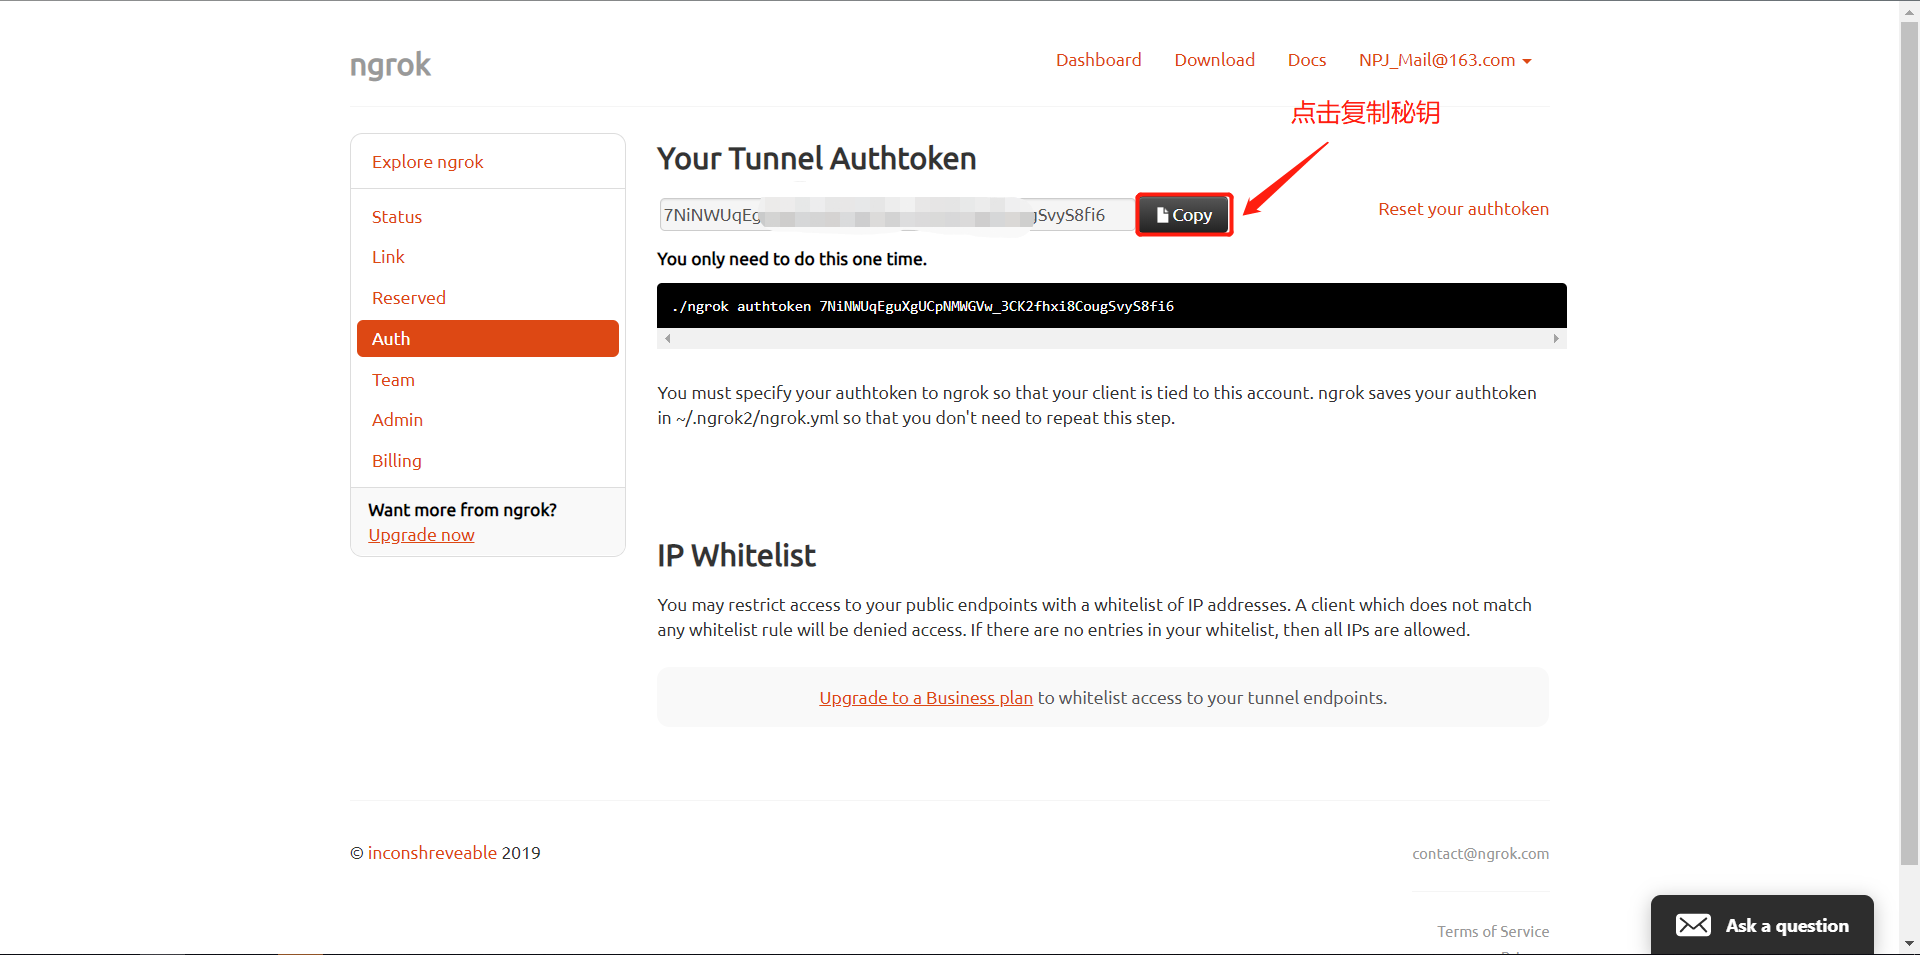 ngrok
Dashboard Download Docs NPJ_Mail@163.com
点击复制秘钥
Explore ngrok
Status
Link
Reserved
Auth
Team
Admin
Billing
Want more from ngrok?
Upgrade now
Your Tunnel Authtoken
7NiNWUqEg gSvyS8fi6 Copy
Reset your authtoken
You only need to do this one time.
./ngrok authtoken 7NiNWUqEguXgUCpNMWGVw_3CK2fhxi8CougSvyS8fi6
You must specify your authtoken to ngrok so that your client is tied to this account. ngrok saves your authtoken
in ~/.ngrok2/ngrok.yml so that you don't need to repeat this step.
IP Whitelist
You may restrict access to your public endpoints with a whitelist of IP addresses. A client which does not match
any whitelist rule will be denied access. If there are no entries in your whitelist, then all IPs are allowed.
Upgrade to a Business plan to whitelist access to your tunnel endpoints.
© inconshreveable 2019
contact@ngrok.com
Terms of Service
Ask a question